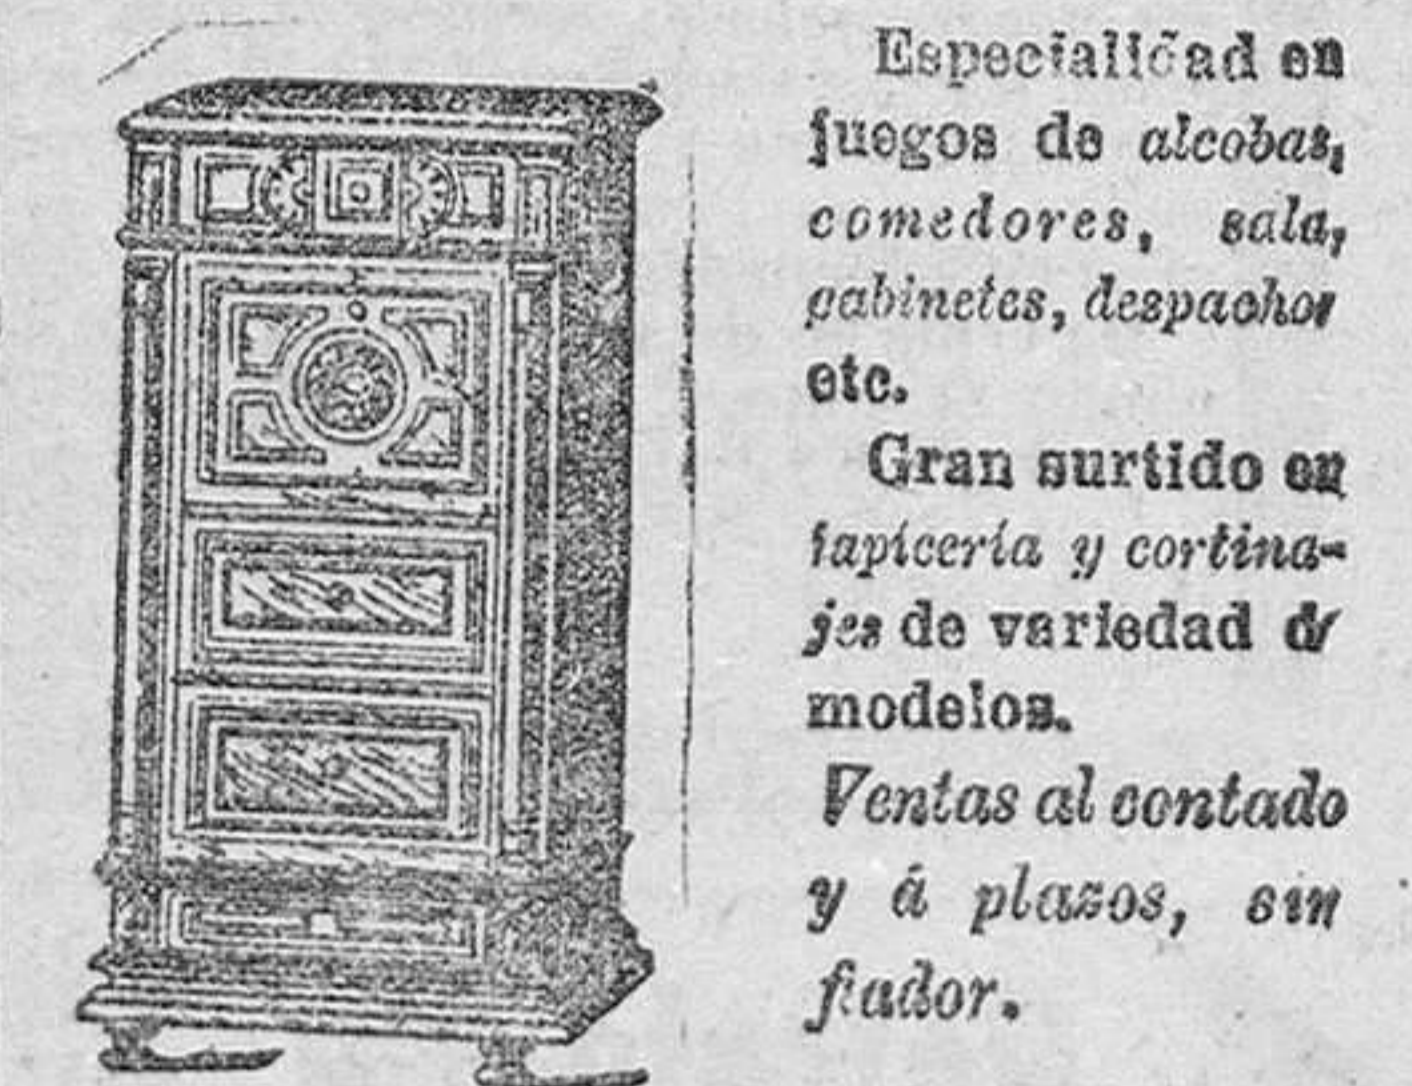 Especialidad en
juegos de alcobas,
comedores, sala,
gabinetes, despachos
etc.
Gran surtido en
tapicería y cortina-
jes de variedad de
modelos.
Ventas al contado
y á plazos, sin
fiador.